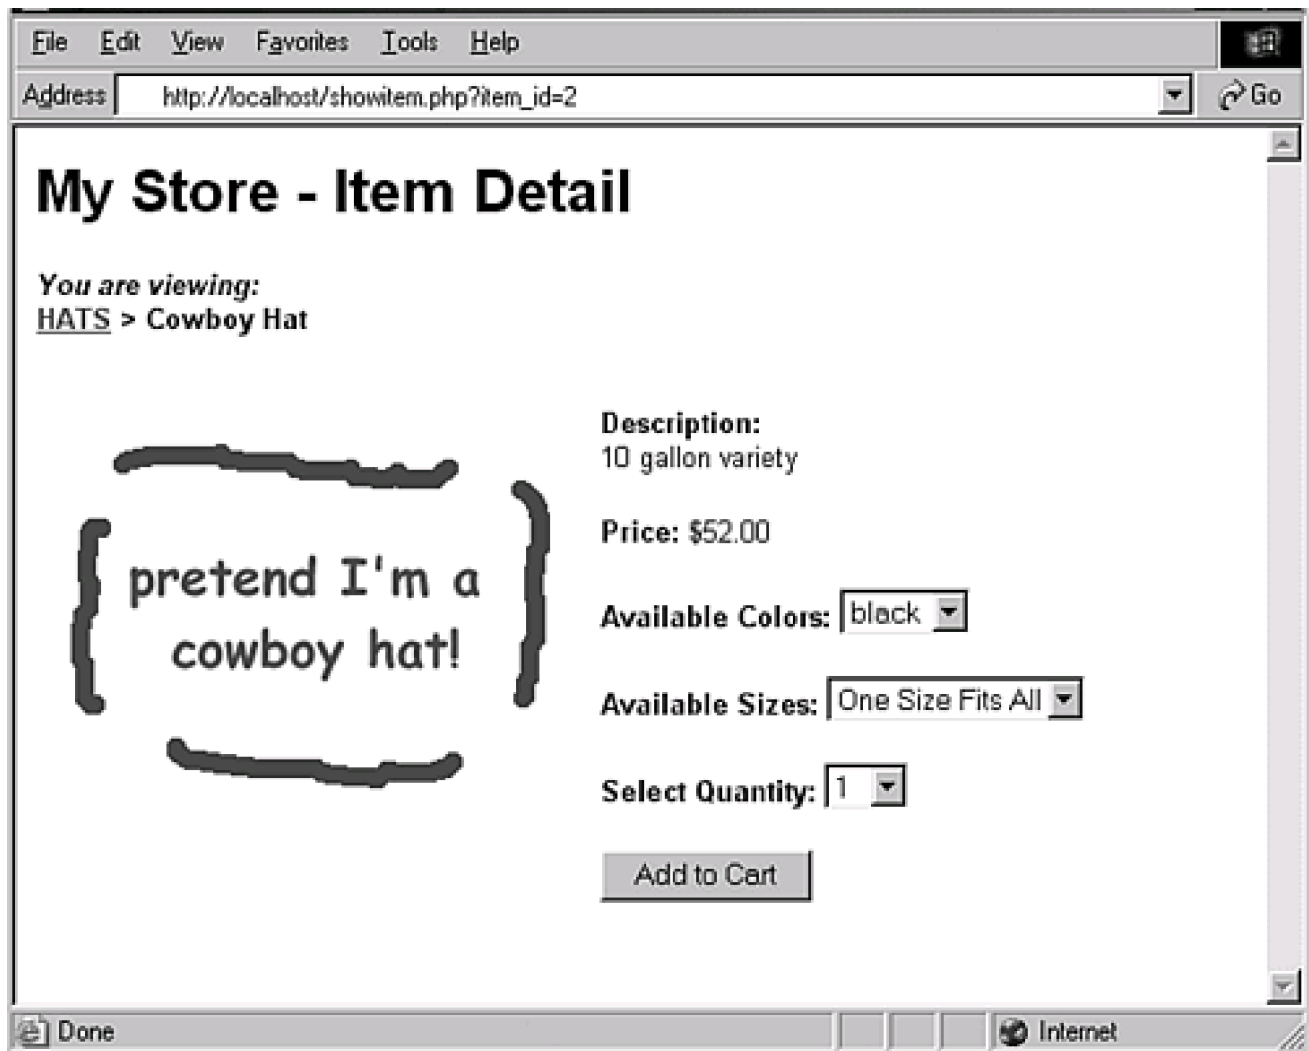 File Edit View Favorites Tools Help
Address http://localhost/showitem.php?item_id=2 Go
My Store - Item Detail
You are viewing:
HATS > Cowboy Hat
pretend I'm a
cowboy hat!
Description:
10 gallon variety
Price: $52.00
Available Colors: black
Available Sizes: One Size Fits All
Select Quantity: 1
Add to Cart
Done Internet